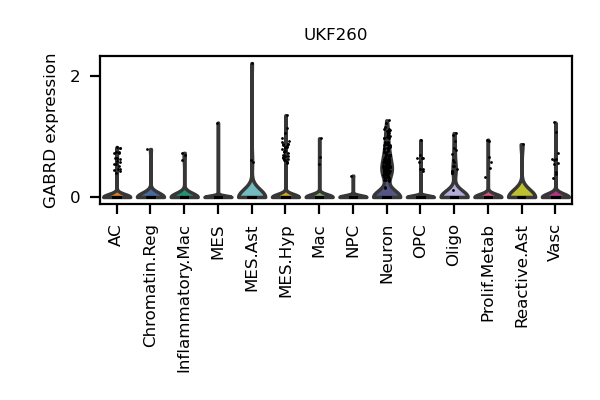 UKF260
GABRD expression
2
0
AC
Chromatin.Reg
Inflammatory.Mac
MES
MES.Ast
MES.Hyp
Mac
NPC
Neuron
OPC
Oligo
Prolif.Metab
Reactive.Ast
Vasc